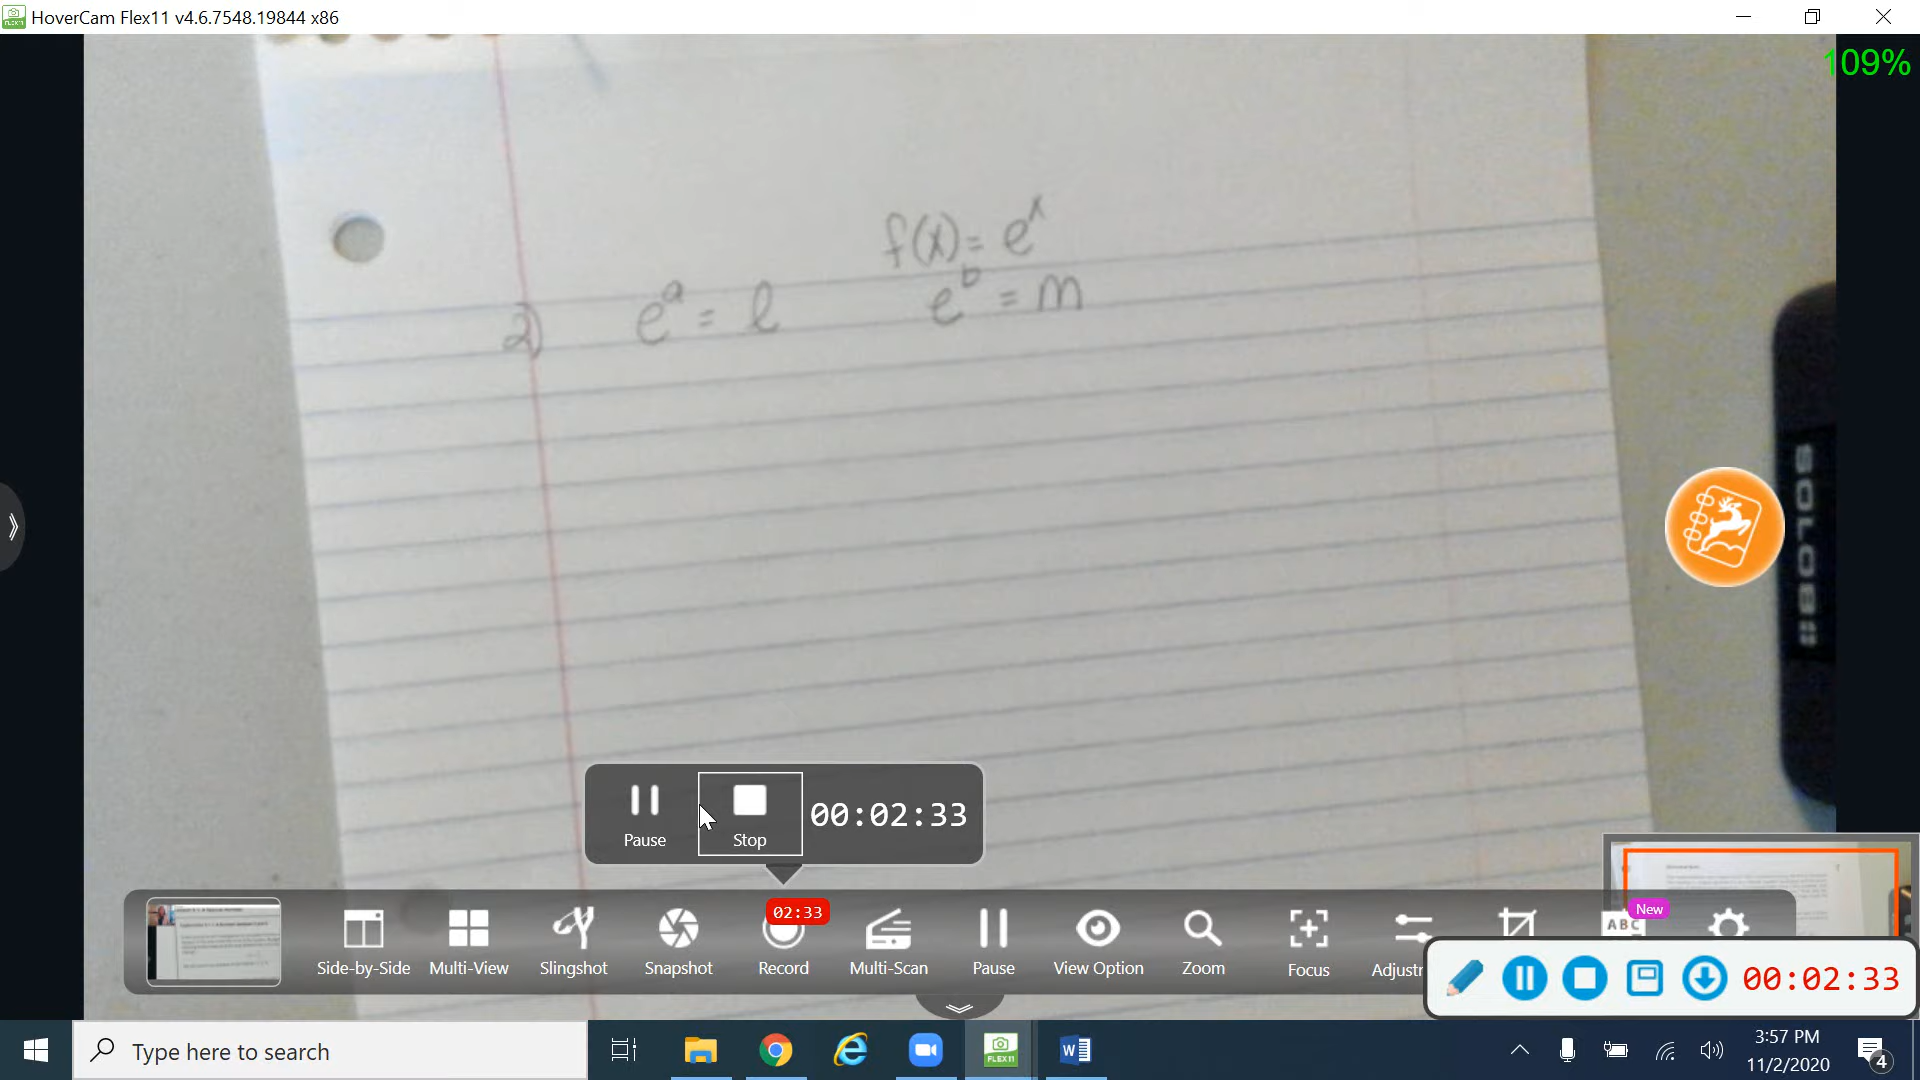 HoverCam Flex11 v4.6.7548.19844 x86
109%
f(x) = e^x
2) e^a = l e^b = m
SOLO
Pause
Stop
00:02:33
02:33
New
ABC
Side-by-Side
Multi-View
Slingshot
Snapshot
Record
Multi-Scan
Pause
View Option
Zoom
Focus
00:02:33
Type here to search
FLEX11
W
3:57 PM
11/2/2020
4